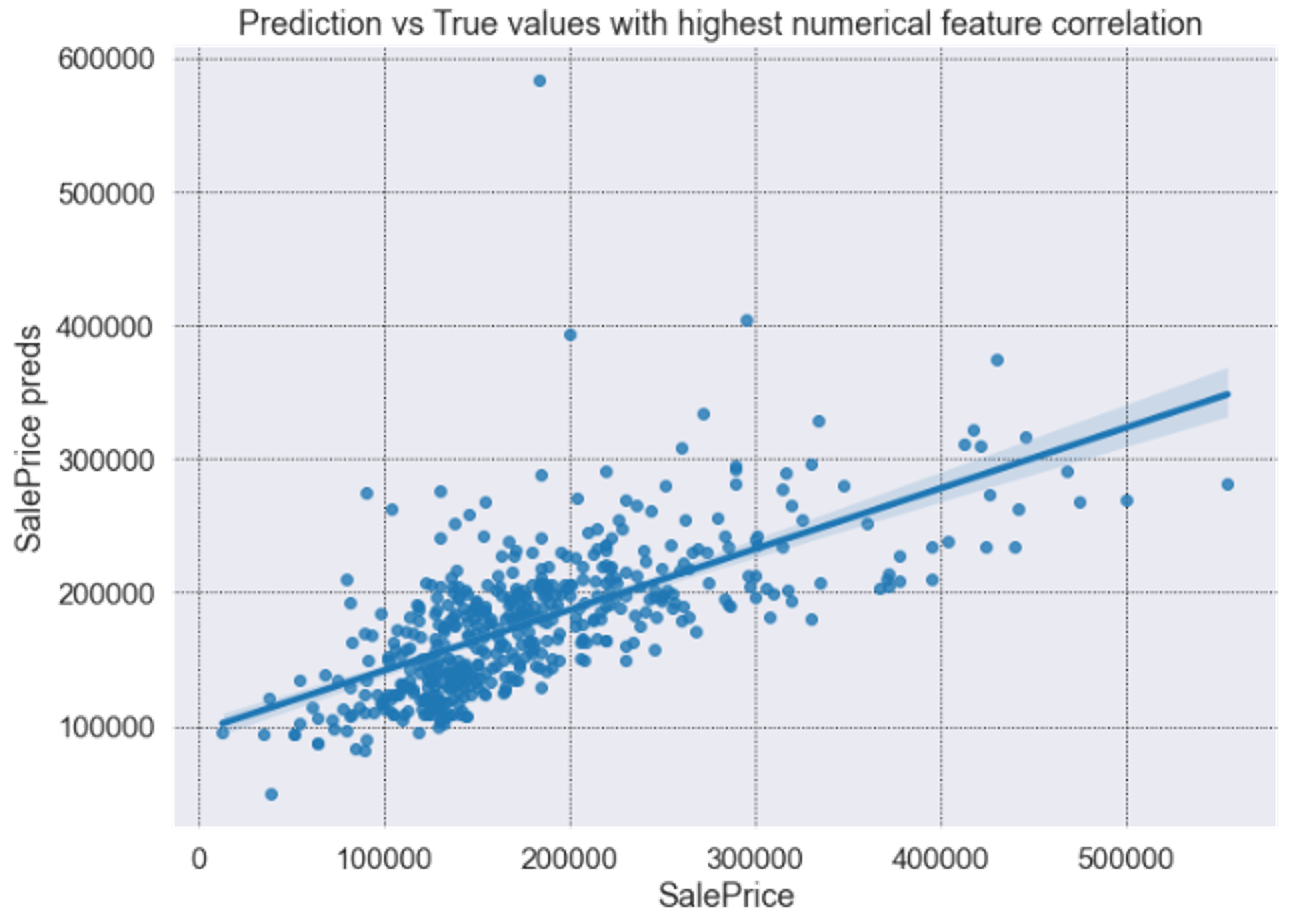 Prediction vs True values with highest numerical feature correlation
600000
500000
400000
300000
200000
100000
SalePrice preds
0 100000 200000 300000 400000 500000
SalePrice